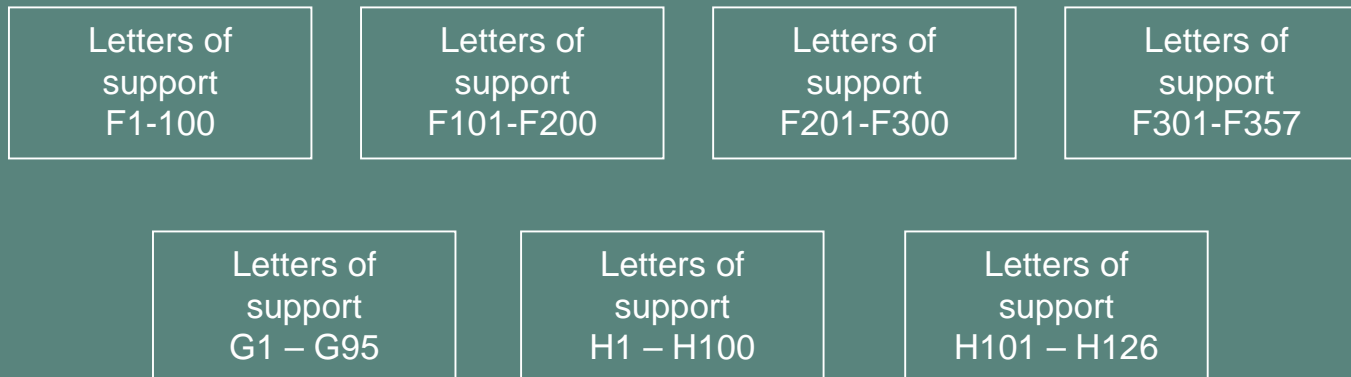 Letters of
support
F1-100
Letters of
support
F101-F200
Letters of
support
F201-F300
Letters of
support
F301-F357
Letters of
support
G1 – G95
Letters of
support
H1 – H100
Letters of
support
H101 – H126